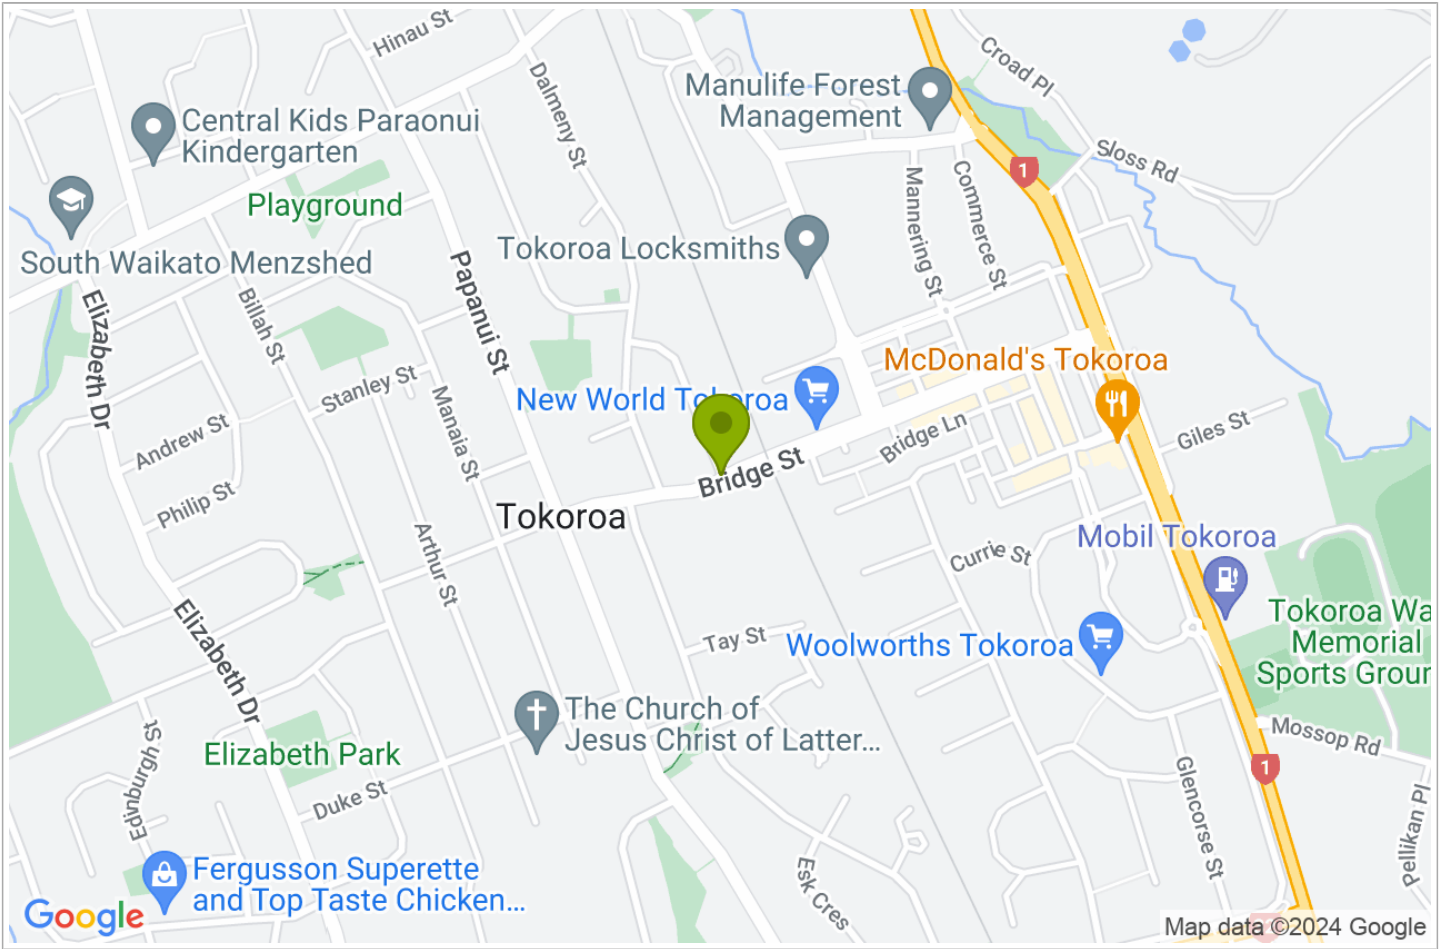 Hinau St
Croad Pl
Dalmeny St
Manulife Forest
Management
Central Kids Paraonui
Kindergarten
Sloss Rd
1
Mannering St
Commerce St
Playground
Tokoroa Locksmiths
South Waikato Menzshed
Papanui St
Elizabeth Dr
Billah St
McDonald's Tokoroa
Stanley St
New World Tokoroa
Manaia St
Andrew St
Bridge Ln
Giles St
Bridge St
Philip St
Tokoroa
Arthur St
Currie St
Mobil Tokoroa
Elizabeth Dr
Tokoroa Wa
Memorial
Sports Groun
Tay St
Woolworths Tokoroa
The Church of
Jesus Christ of Latter...
Elizabeth Park
Edinburgh St
Mossop Rd
1
Duke St
Glencorse St
Pellikan Pl
Fergusson Superette
and Top Taste Chicken...
Esk Cres
Google
Map data ©2024 Google